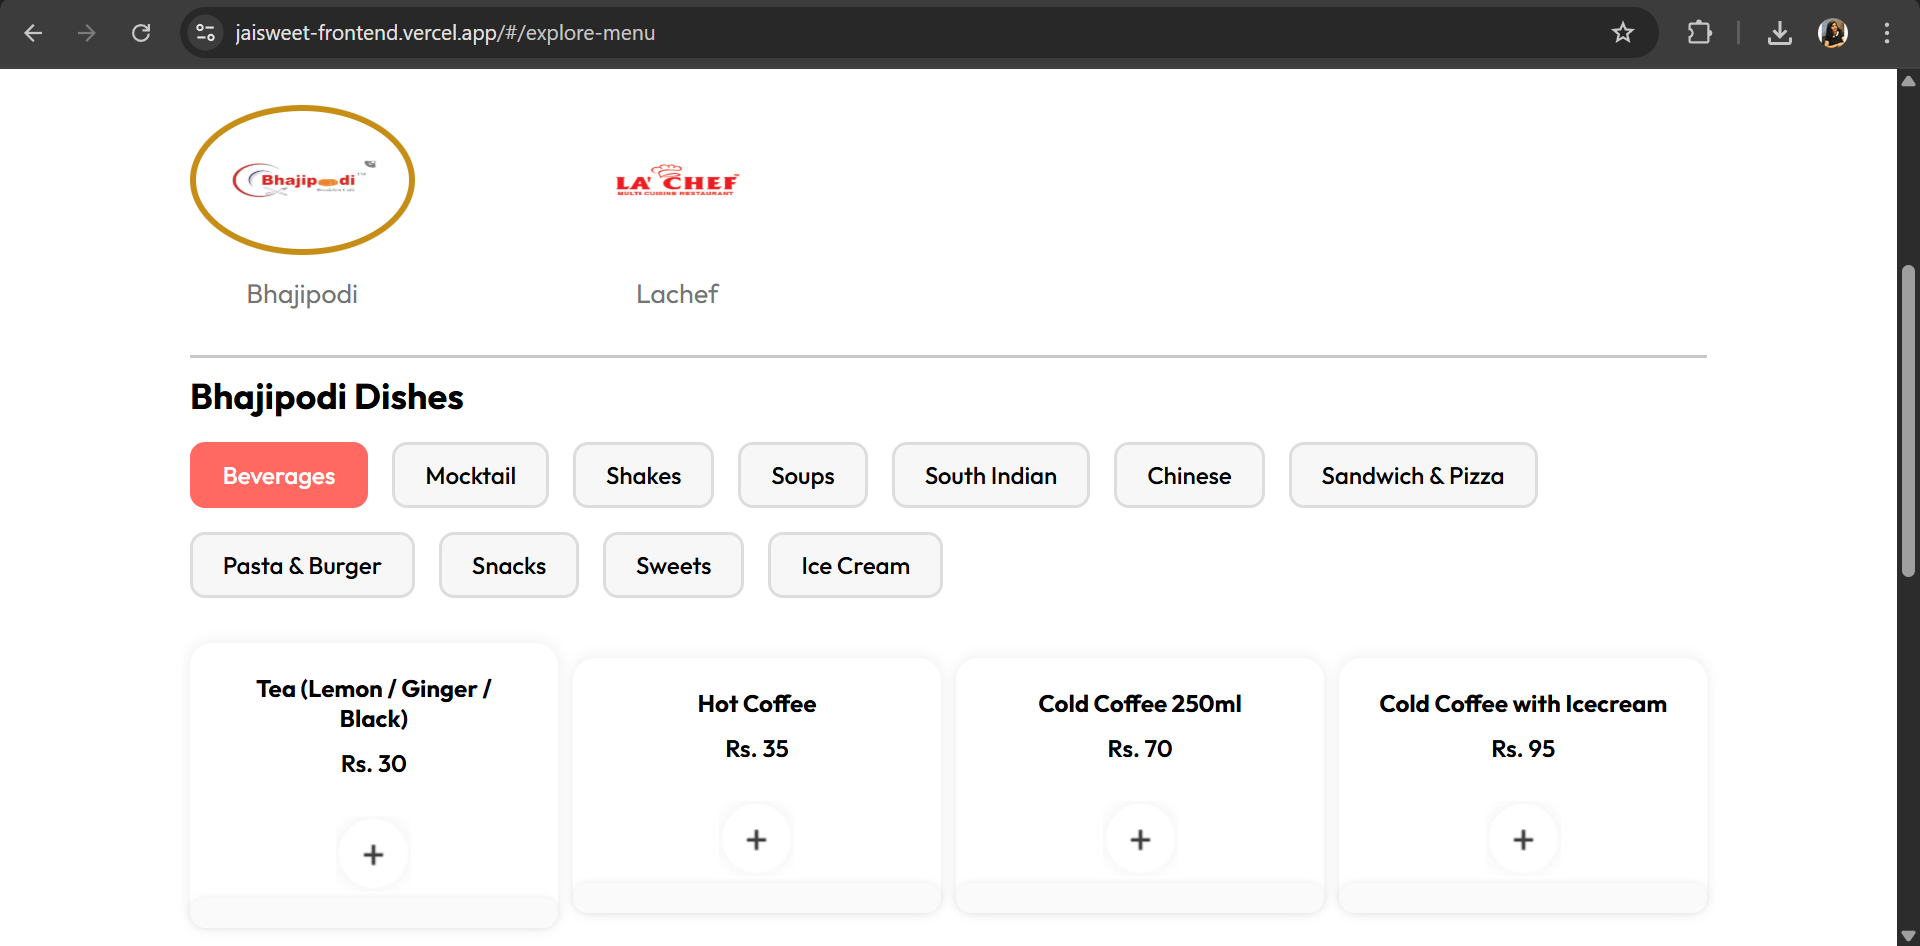 jaisweet-frontend.vercel.app/#/explore-menu
Bhajipodi
LA' CHEF
MULTI CUISINE RESTAURANT
Bhajipodi
Lachef
Bhajipodi Dishes
Beverages
Mocktail
Shakes
Soups
South Indian
Chinese
Sandwich & Pizza
Pasta & Burger
Snacks
Sweets
Ice Cream
Tea (Lemon / Ginger /
Black)
Rs. 30
+
Hot Coffee
Rs. 35
+
Cold Coffee 250ml
Rs. 70
+
Cold Coffee with Icecream
Rs. 95
+